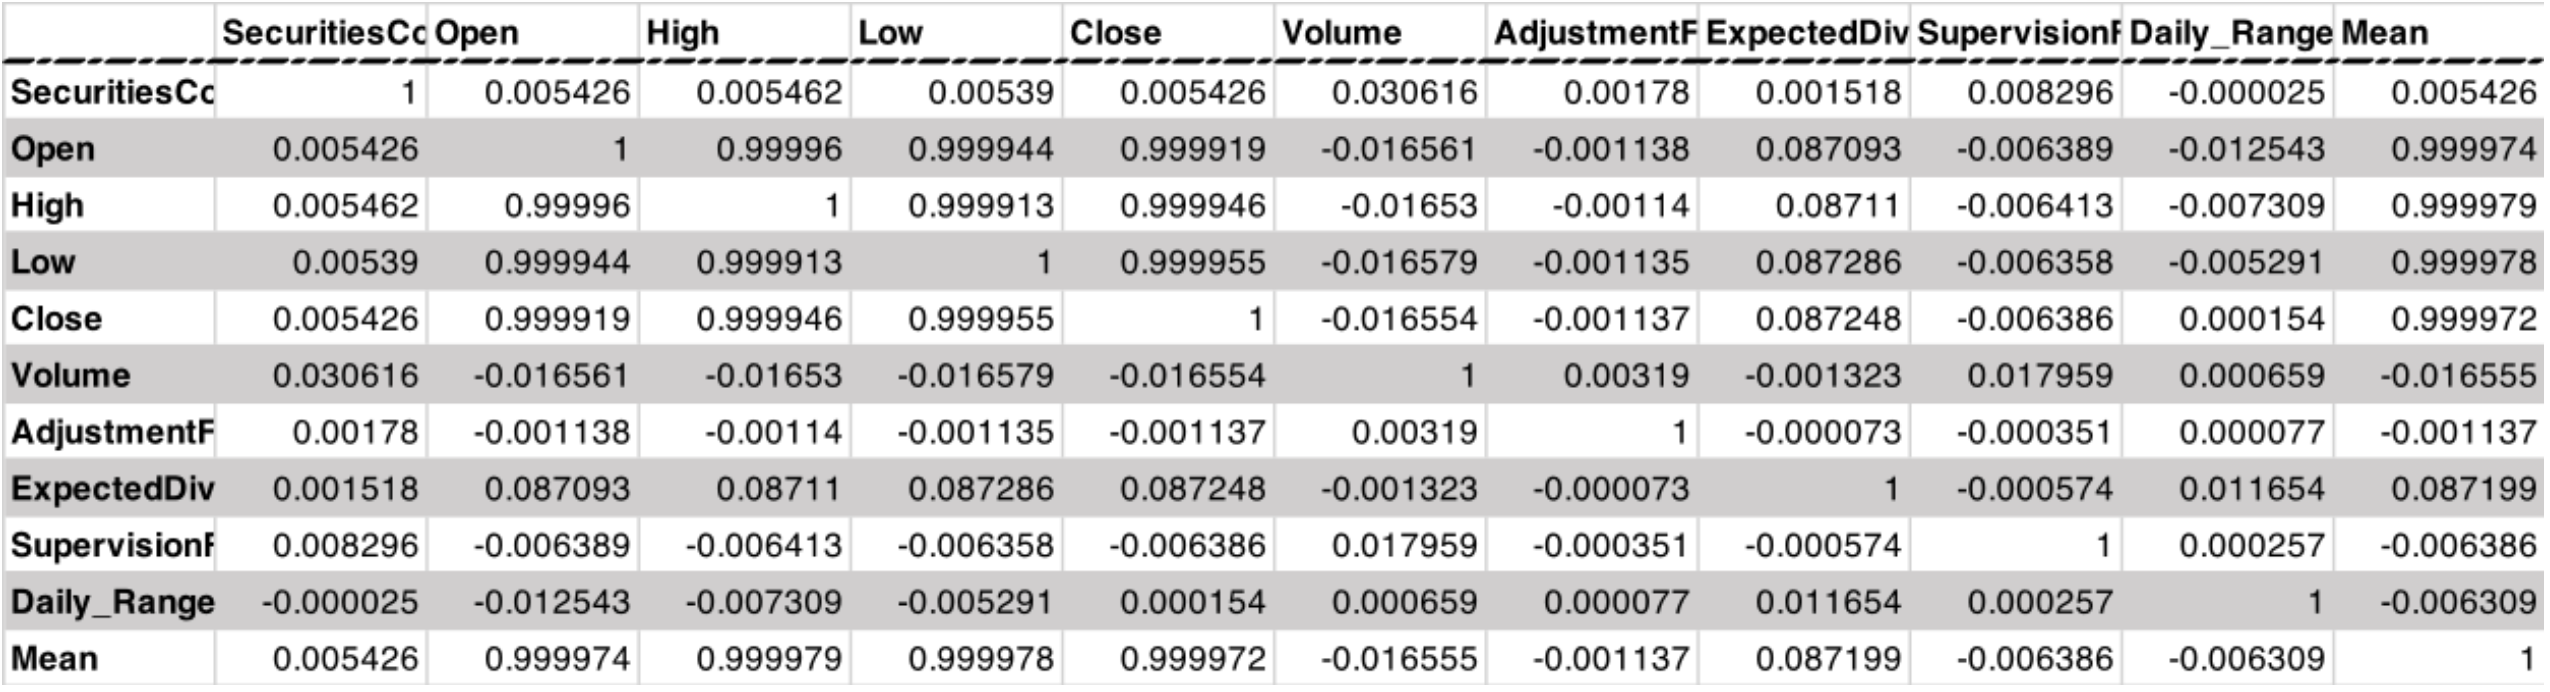 SecuritiesCo Open High Low Close Volume AdjustmentF ExpectedDiv SupervisionF Daily_Range Mean
SecuritiesCo 1 0.005426 0.005462 0.00539 0.005426 0.030616 0.00178 0.001518 0.008296 -0.000025 0.005426
Open 0.005426 1 0.99996 0.999944 0.999919 -0.016561 -0.001138 0.087093 -0.006389 -0.012543 0.999974
High 0.005462 0.99996 1 0.999913 0.999946 -0.01653 -0.00114 0.08711 -0.006413 -0.007309 0.999979
Low 0.00539 0.999944 0.999913 1 0.999955 -0.016579 -0.001135 0.087286 -0.006358 -0.005291 0.999978
Close 0.005426 0.999919 0.999946 0.999955 1 -0.016554 -0.001137 0.087248 -0.006386 0.000154 0.999972
Volume 0.030616 -0.016561 -0.01653 -0.016579 -0.016554 1 0.00319 -0.001323 0.017959 0.000659 -0.016555
AdjustmentF 0.00178 -0.001138 -0.00114 -0.001135 -0.001137 0.00319 1 -0.000073 -0.000351 0.000077 -0.001137
ExpectedDiv 0.001518 0.087093 0.08711 0.087286 0.087248 -0.001323 -0.000073 1 -0.000574 0.011654 0.087199
SupervisionF 0.008296 -0.006389 -0.006413 -0.006358 -0.006386 0.017959 -0.000351 -0.000574 1 0.000257 -0.006386
Daily_Range -0.000025 -0.012543 -0.007309 -0.005291 0.000154 0.000659 0.000077 0.011654 0.000257 1 -0.006309
Mean 0.005426 0.999974 0.999979 0.999978 0.999972 -0.016555 -0.001137 0.087199 -0.006386 -0.006309 1